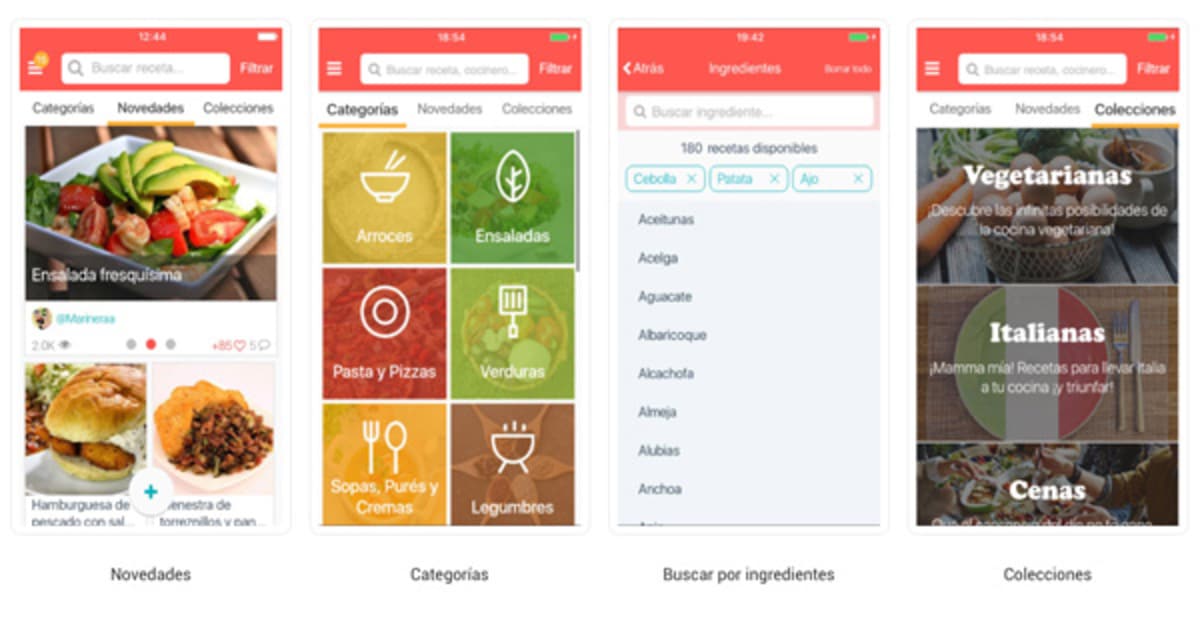 12:44
Buscar receta...
Filtrar
Categorías
Novedades
Colecciones
Ensalada fresquísima
@Marineraa
2.0K
+85
5
Hamburguesa de
pescado con sal...
enestra de
torreznillos y pan...
+
Novedades
18:54
Buscar receta, cocinero...
Filtrar
Categorías
Novedades
Colecciones
Arroces
Ensaladas
Pasta y Pizzas
Verduras
Sopas, Purés y
Cremas
Legumbres
Categorías
19:42
Atrás
Ingredientes
Borrar todo
Buscar ingrediente...
180 recetas disponibles
Cebolla
Patata
Ajo
Aceitunas
Acelga
Aguacate
Albaricoque
Alcachofa
Almeja
Alubias
Anchoa
Buscar por ingredientes
18:54
Buscar receta, cocinero...
Filtrar
Categorías
Novedades
Colecciones
Vegetarianas
¡Descubre las infinitas posibilidades de
la cocina vegetariana!
Italianas
¡Mamma mía! Recetas para llevar Italia
a tu cocina ¡y triunfar!
Cenas
Colecciones